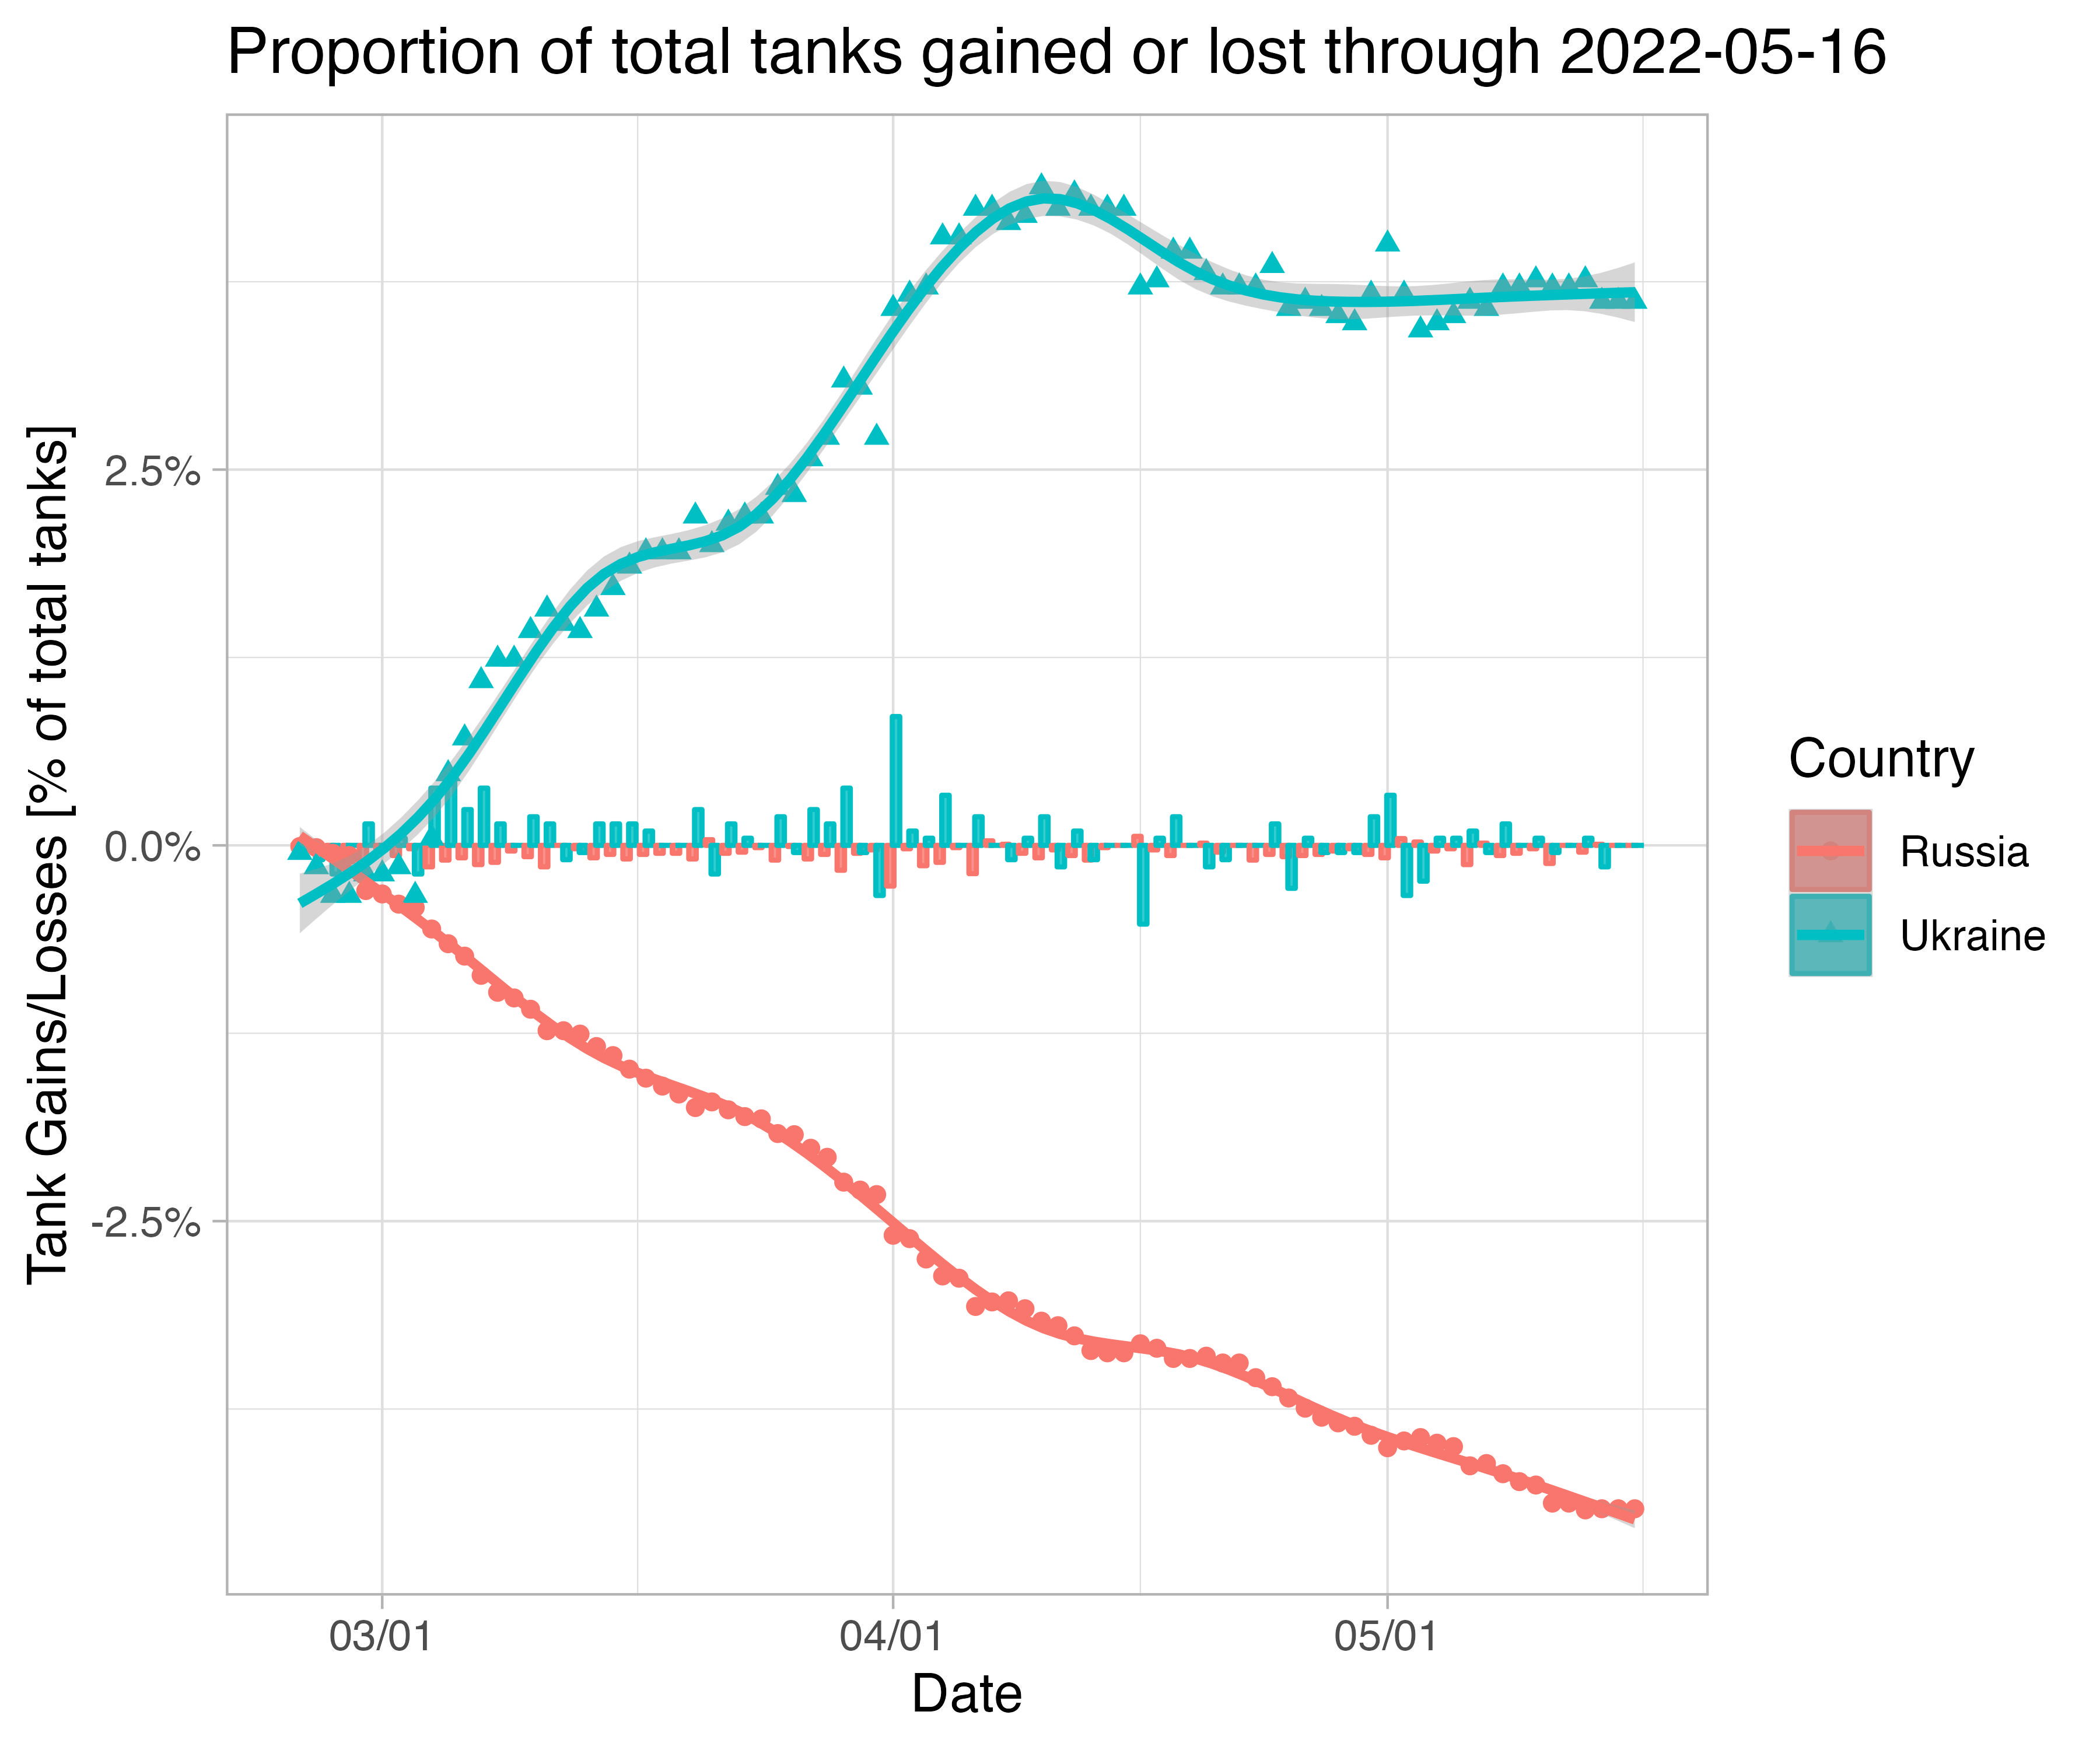 Proportion of total tanks gained or lost through 2022-05-16
Tank Gains/Losses [% of total tanks]
2.5%
0.0%
-2.5%
03/01
04/01
05/01
Date
Country
Russia
Ukraine